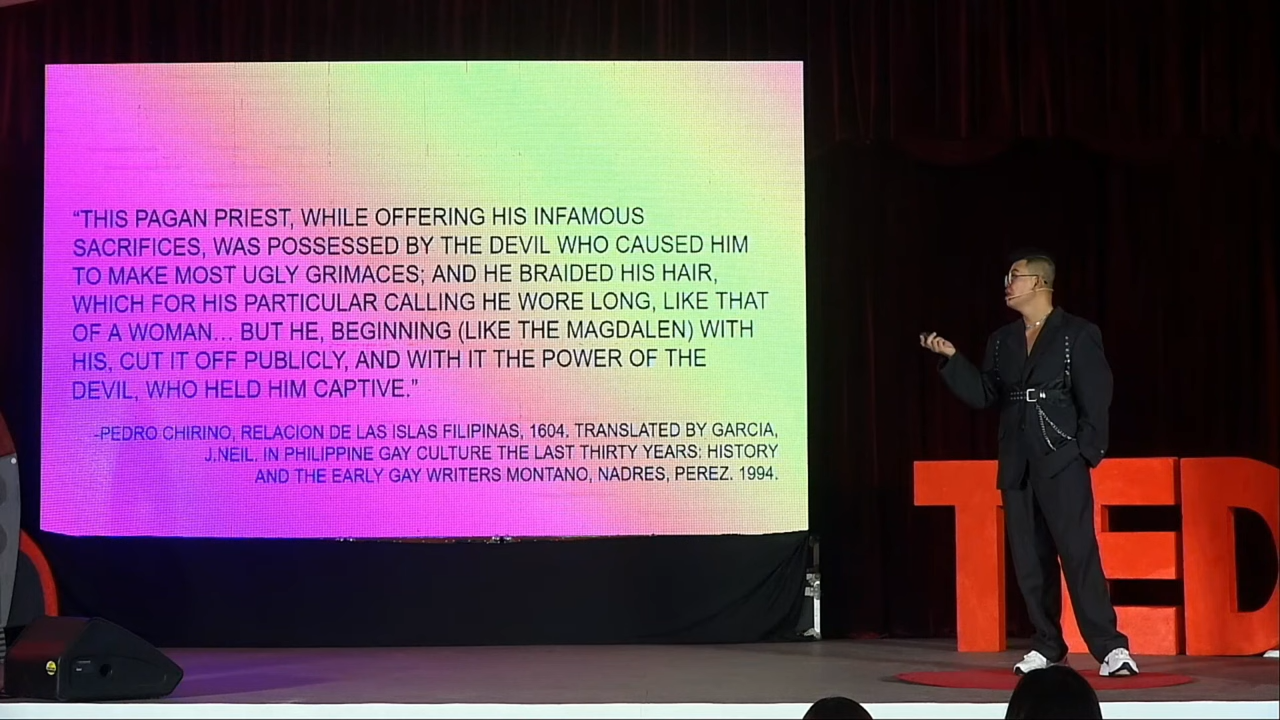 “THIS PAGAN PRIEST, WHILE OFFERING HIS INFAMOUS
SACRIFICES, WAS POSSESSED BY THE DEVIL WHO CAUSED HIM
TO MAKE MOST UGLY GRIMACES; AND HE BRAIDED HIS HAIR,
WHICH FOR HIS PARTICULAR CALLING HE WORE LONG, LIKE THAT
OF A WOMAN... BUT HE, BEGINNING (LIKE THE MAGDALEN) WITH
HIS, CUT IT OFF PUBLICLY, AND WITH IT THE POWER OF THE
DEVIL, WHO HELD HIM CAPTIVE.”
-PEDRO CHIRINO, RELACION DE LAS ISLAS FILIPINAS, 1604. TRANSLATED BY GARCIA,
J.NEIL. IN PHILIPPINE GAY CULTURE THE LAST THIRTY YEARS; HISTORY
AND THE EARLY GAY WRITERS MONTANO, NADRES, PEREZ. 1994.
TED